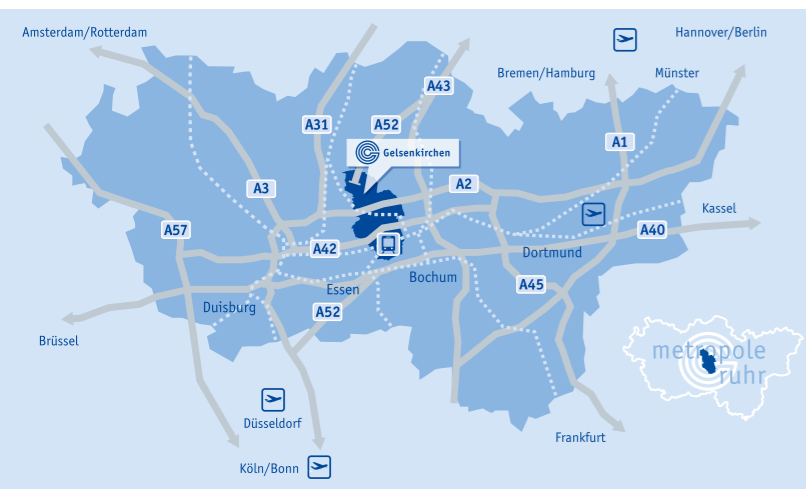 Amsterdam/Rotterdam
Hannover/Berlin
Bremen/Hamburg
Münster
A43
A31
A52
A1
Gelsenkirchen
A3
A2
Kassel
A57
A40
A42
Dortmund
Bochum
Essen
A45
Duisburg
A52
Brüssel
metropole
ruhr
Düsseldorf
Frankfurt
Köln/Bonn